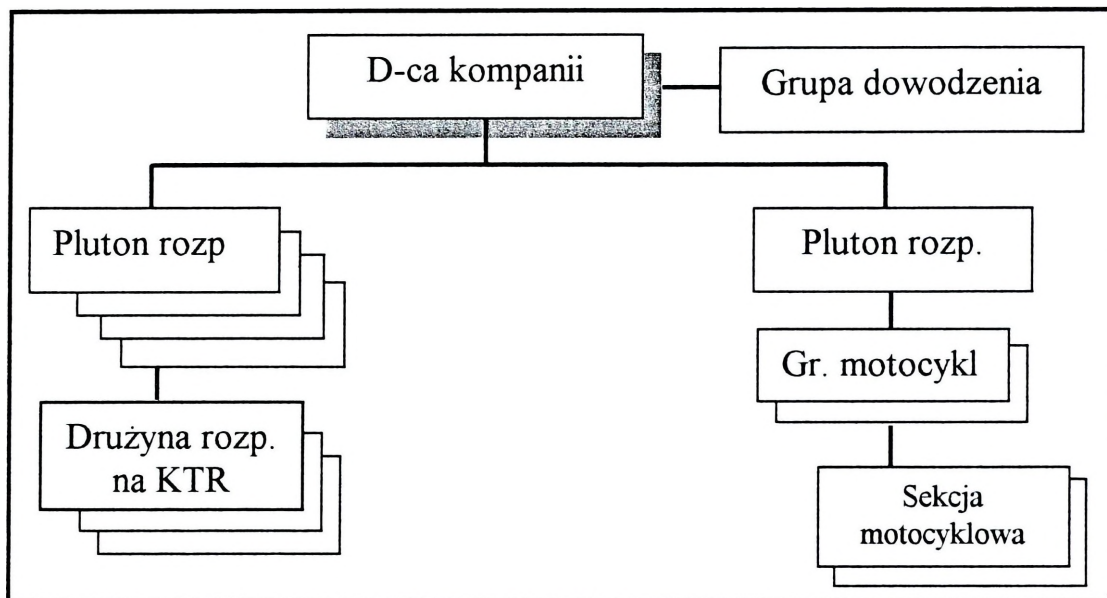 D-ca kompanii
Grupa dowodzenia
Pluton rozp
Pluton rozp.
Gr. motocykl
Drużyna rozp.
na KTR
Sekcja
motocyklowa